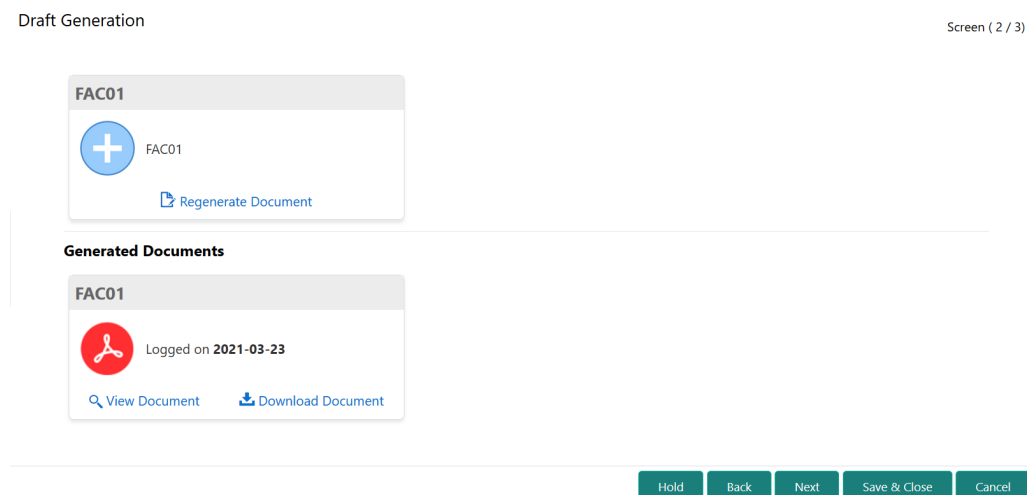 Draft Generation
Screen ( 2 / 3)
FAC01
FAC01
Regenerate Document
Generated Documents
FAC01
Logged on 2021-03-23
View Document Download Document
Hold Back Next Save & Close Cancel